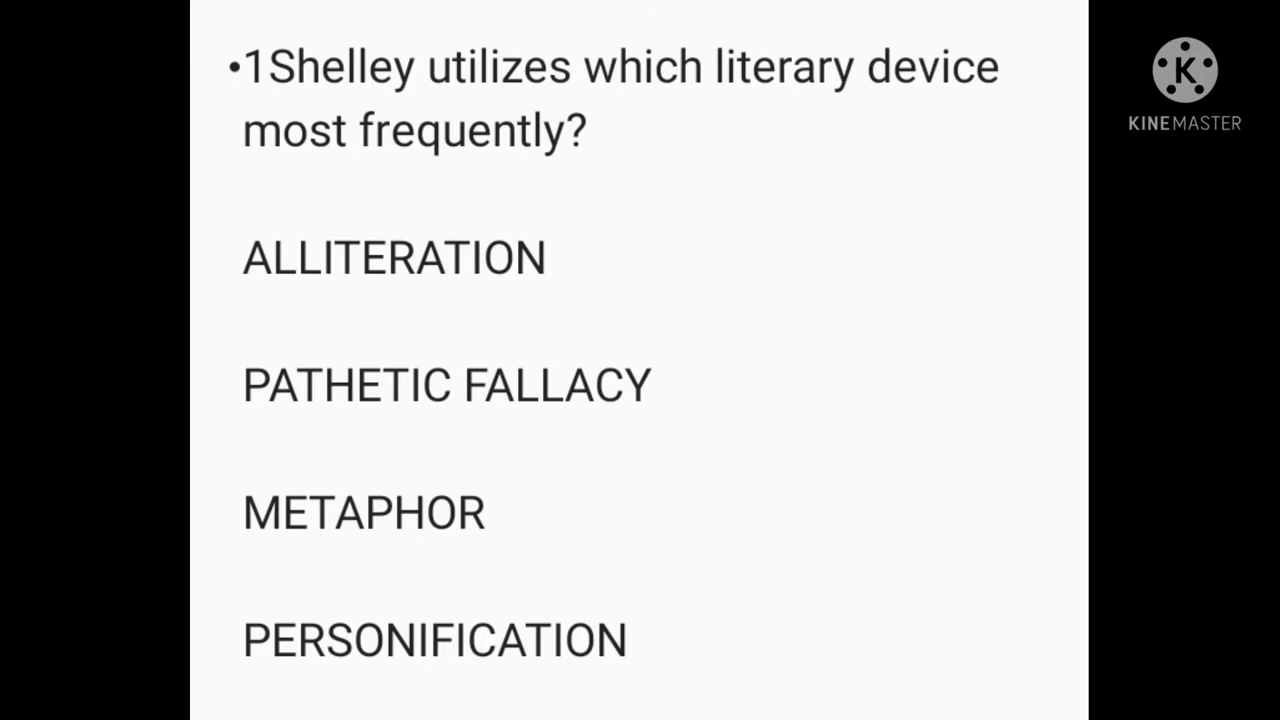 •1Shelley utilizes which literary device
most frequently?
ALLITERATION
PATHETIC FALLACY
METAPHOR
PERSONIFICATION
K
KINEMASTER